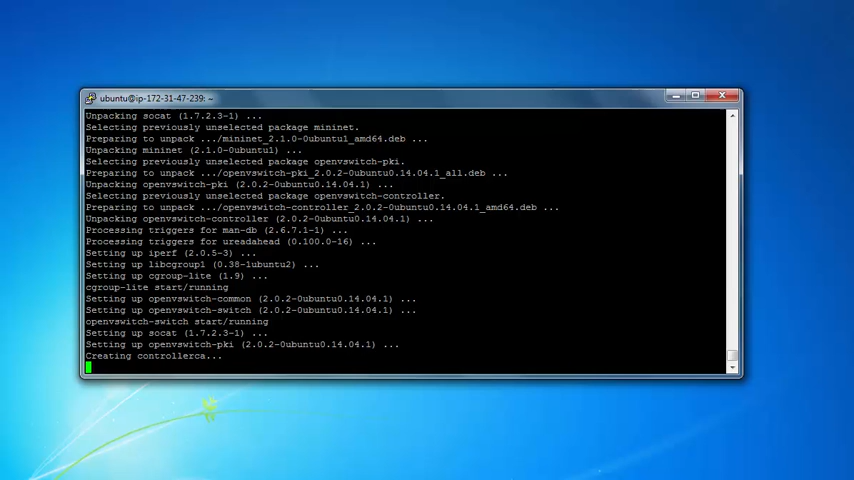 ubuntu@ip-172-31-47-239: ~
Unpacking socat (1.7.2.3-1) ...
Selecting previously unselected package mininet.
Preparing to unpack .../mininet_2.1.0-0ubuntu1_amd64.deb ...
Unpacking mininet (2.1.0-0ubuntu1) ...
Selecting previously unselected package openvswitch-pki.
Preparing to unpack .../openvswitch-pki_2.0.2-0ubuntu0.14.04.1_all.deb ...
Unpacking openvswitch-pki (2.0.2-0ubuntu0.14.04.1) ...
Selecting previously unselected package openvswitch-controller.
Preparing to unpack .../openvswitch-controller_2.0.2-0ubuntu0.14.04.1_amd64.deb ...
Unpacking openvswitch-controller (2.0.2-0ubuntu0.14.04.1) ...
Processing triggers for man-db (2.6.7.1-1) ...
Processing triggers for ureadahead (0.100.0-16) ...
Setting up iperf (2.0.5-3) ...
Setting up libcgroup1 (0.38-1ubuntu2) ...
Setting up cgroup-lite (1.9) ...
cgroup-lite start/running
Setting up openvswitch-common (2.0.2-0ubuntu0.14.04.1) ...
Setting up openvswitch-switch (2.0.2-0ubuntu0.14.04.1) ...
openvswitch-switch start/running
Setting up socat (1.7.2.3-1) ...
Setting up openvswitch-pki (2.0.2-0ubuntu0.14.04.1) ...
Creating controllerca...